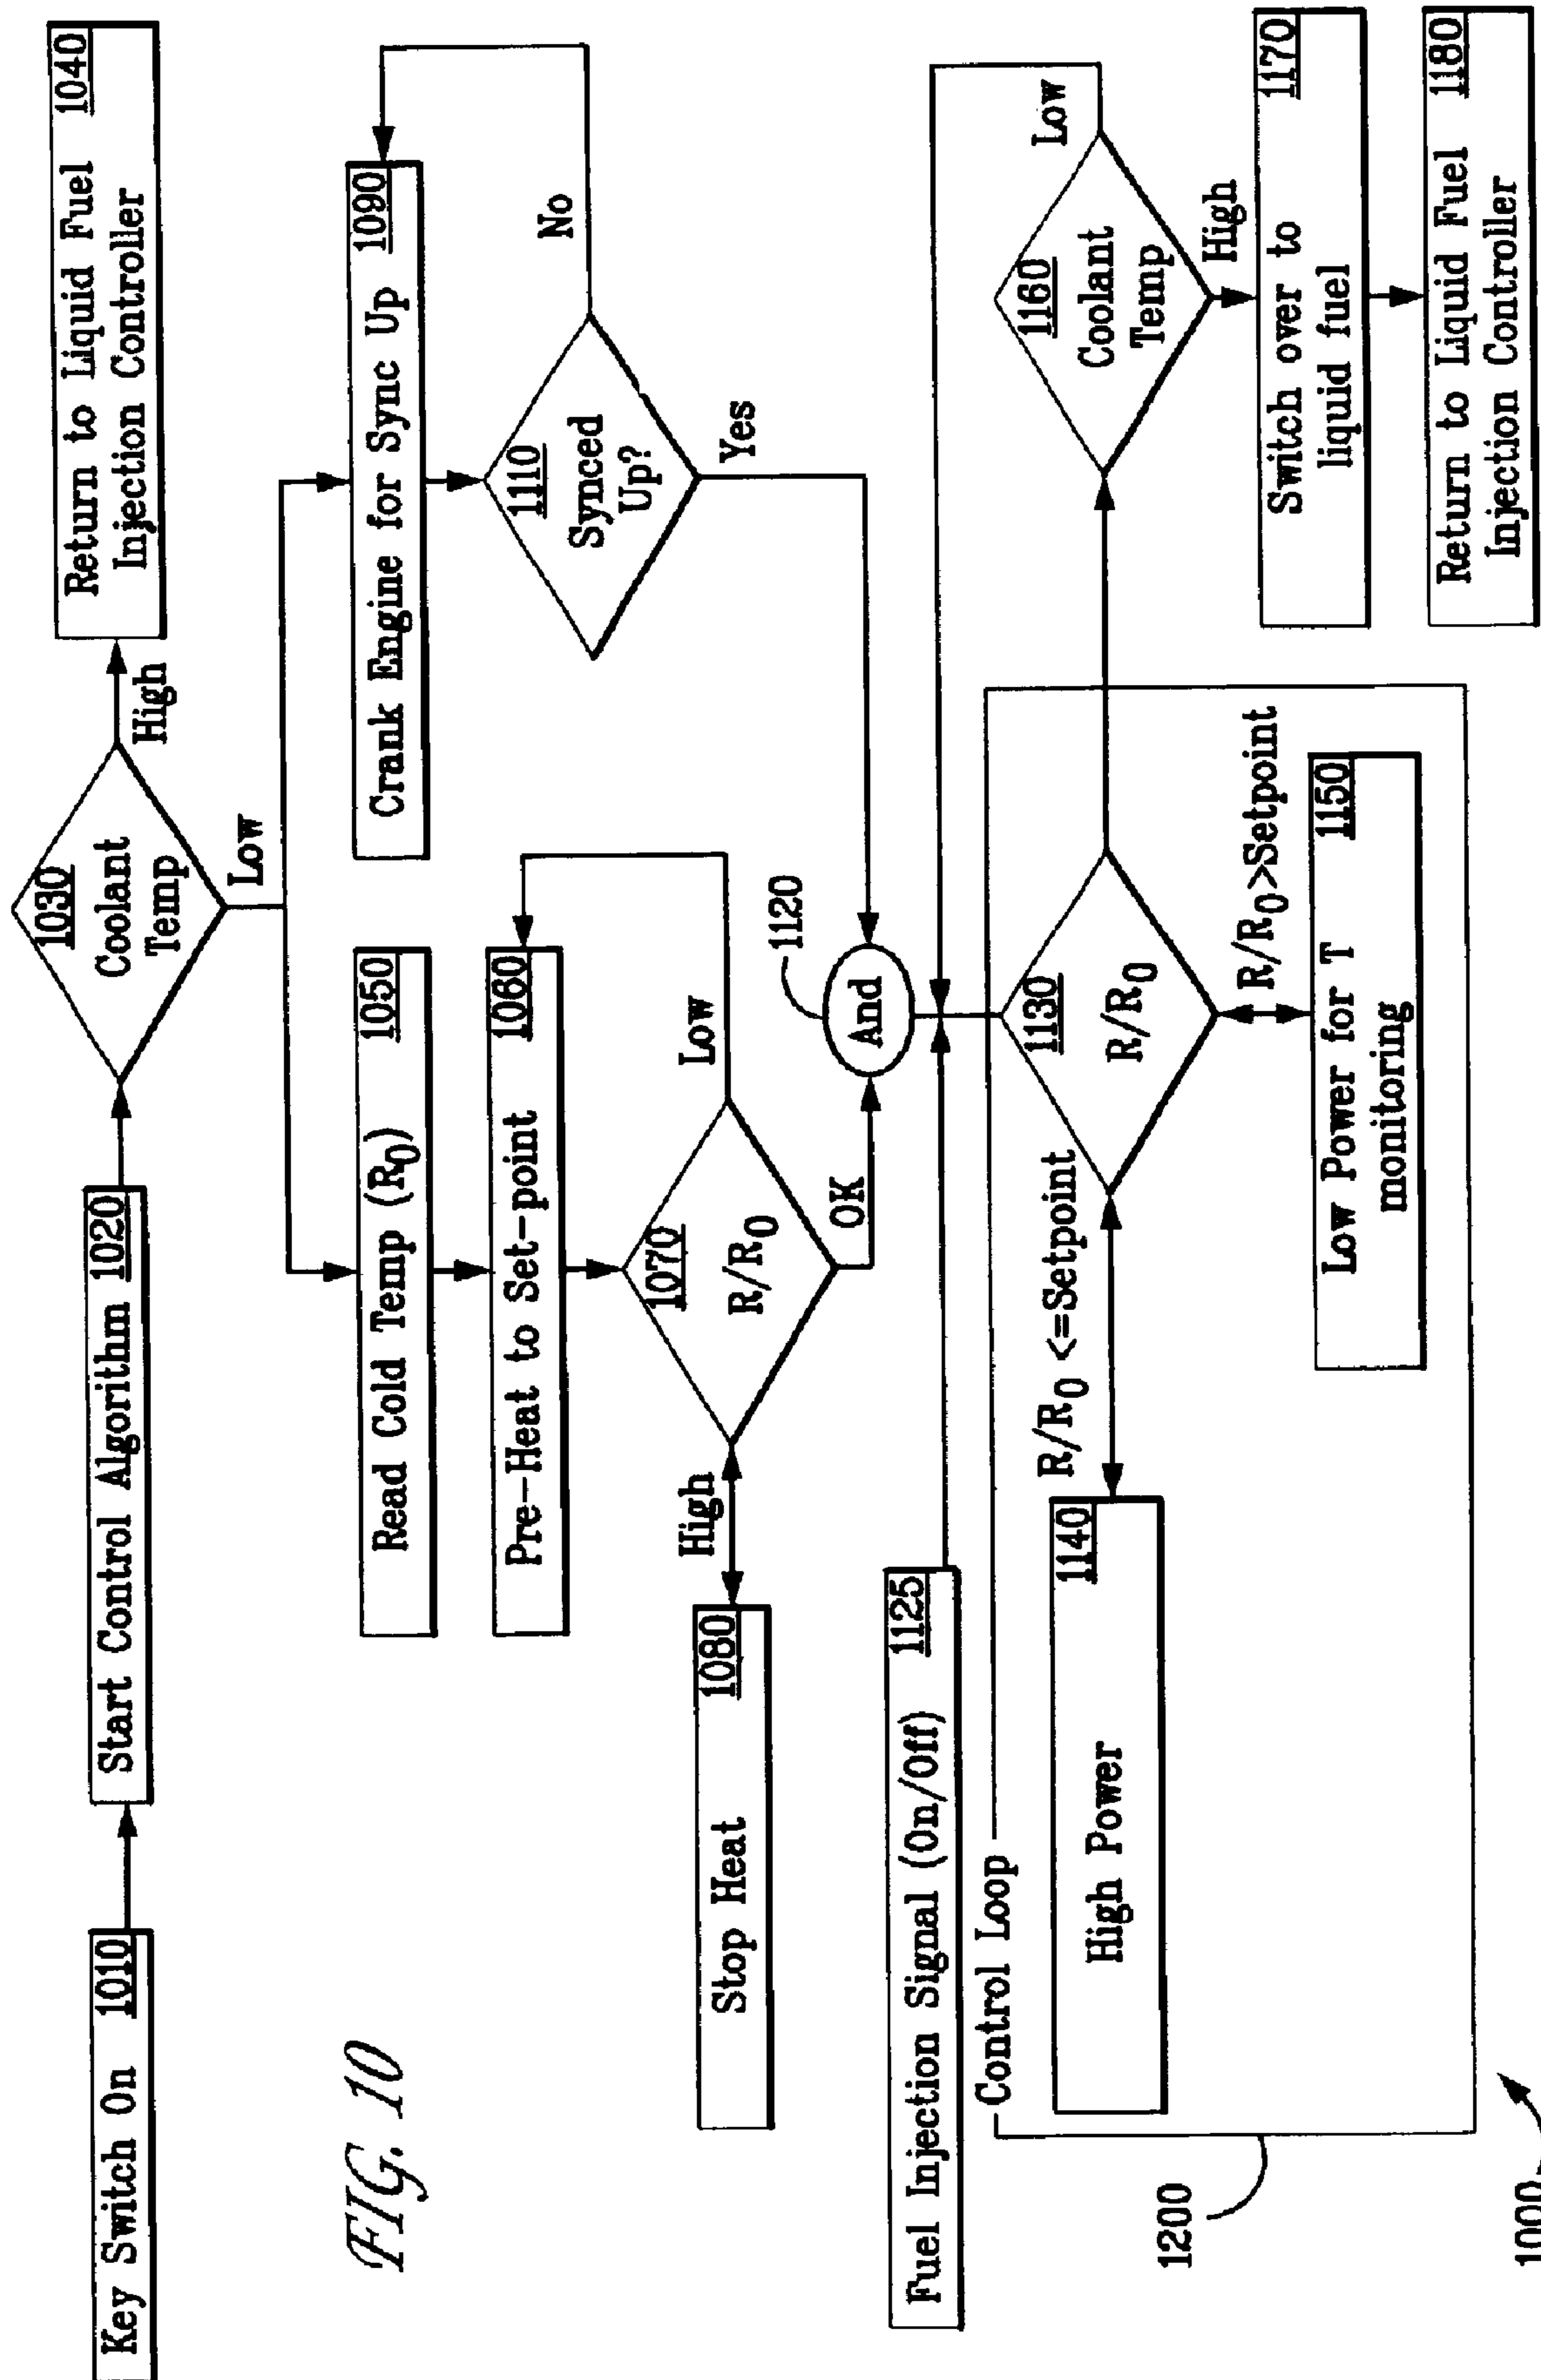 Key Switch On 1010
Start Control Algorithm 1020
1030
Coolant
Temp
High
Return to Liquid Fuel 1040
Injection Controller
Low
FIG. 10
Read Cold Temp (R0) 1050
Crank Engine for Sync Up 1090
Pre-Heat to Set-point 1060
1110
Synced
Up?
No
Yes
1070
R/R0
High
Low
OK
Stop Heat 1080
And
1120
Fuel Injection Signal (On/Off) 1125
Control Loop
High Power 1140
R/R0 <=Setpoint
1130
R/R0
R/R0>Setpoint
Low Power for T 1150
monitoring
1160
Coolant
Temp
Low
High
Switch over to 1170
liquid fuel
Return to Liquid Fuel 1180
Injection Controller
1200
1000